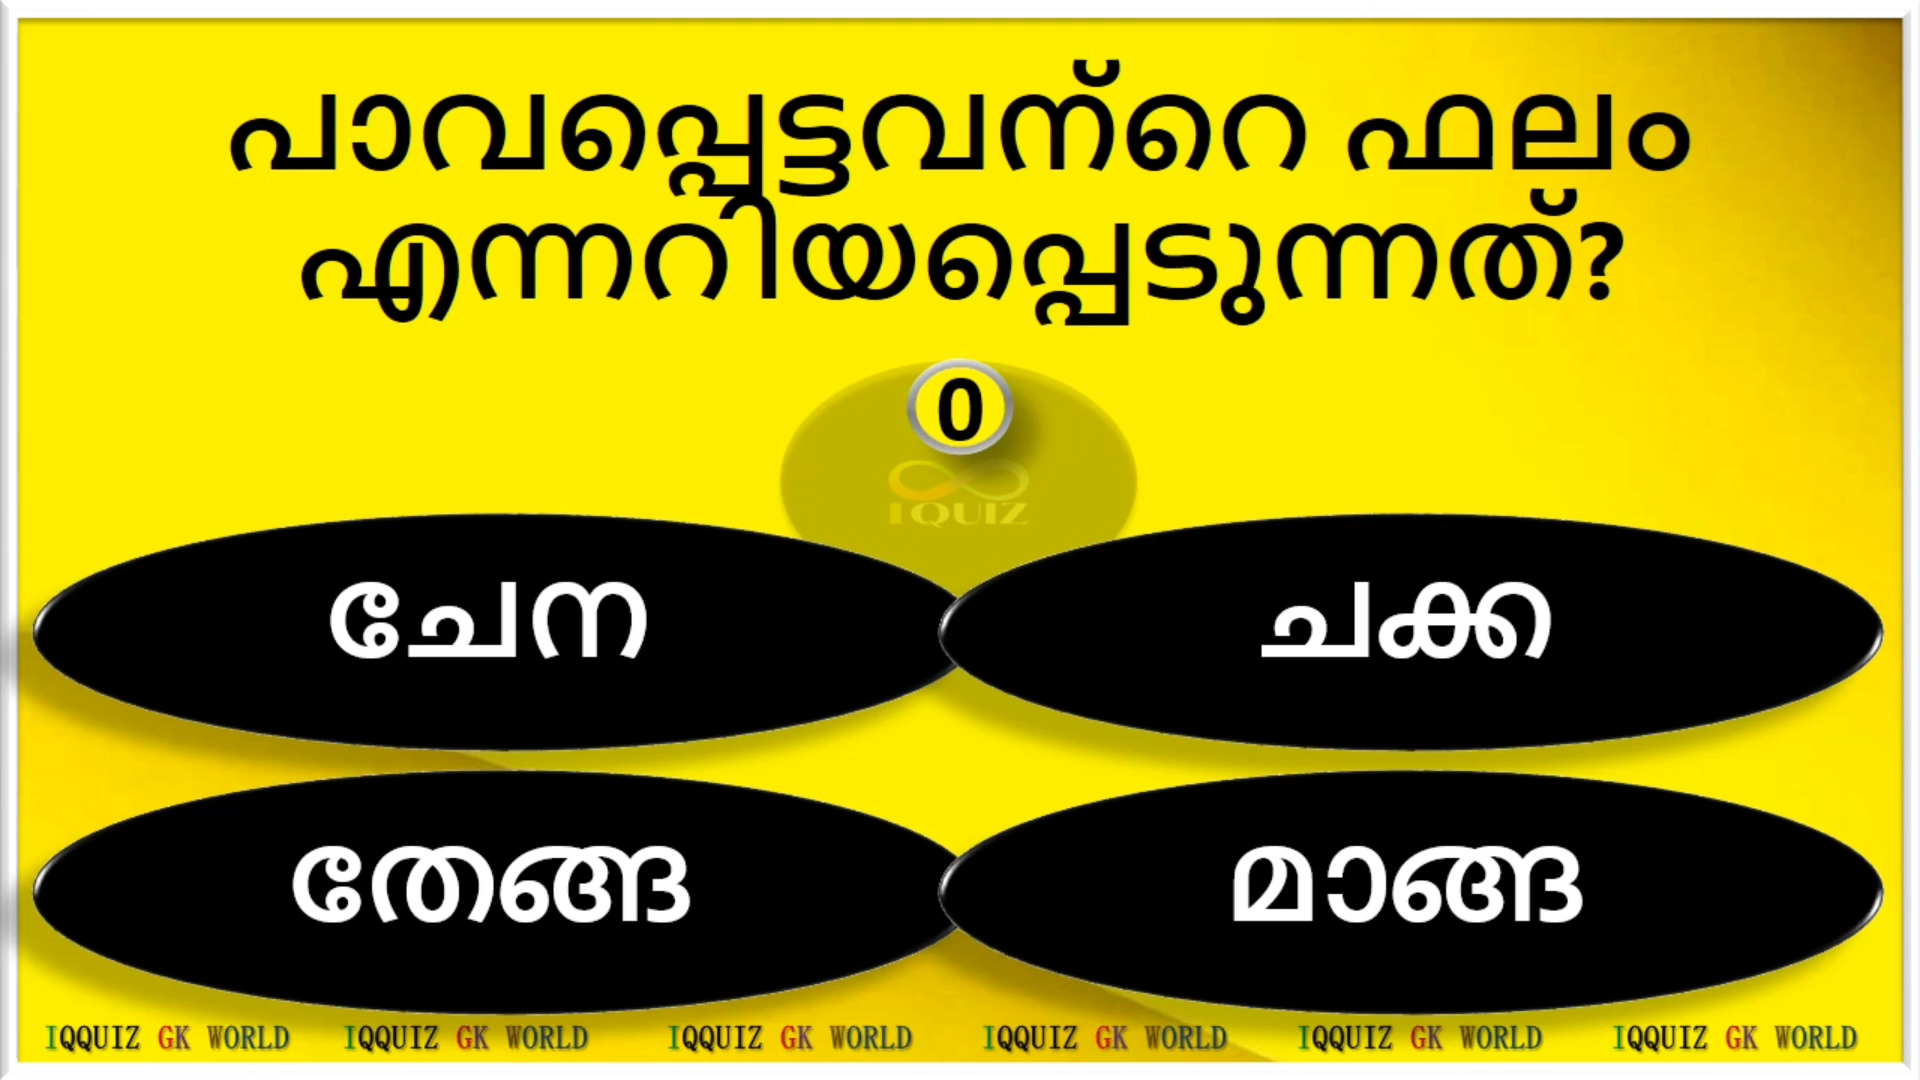 പാവപ്പെട്ടവന്റെ ഫലം
എന്നറിയപ്പെടുന്നത്?
0
IQUIZ
ചേന
ചക്ക
തേങ്ങ
മാങ്ങ
IQQUIZ GK WORLD IQQUIZ GK WORLD IQQUIZ GK WORLD IQQUIZ GK WORLD IQQUIZ GK WORLD IQQUIZ GK WORLD